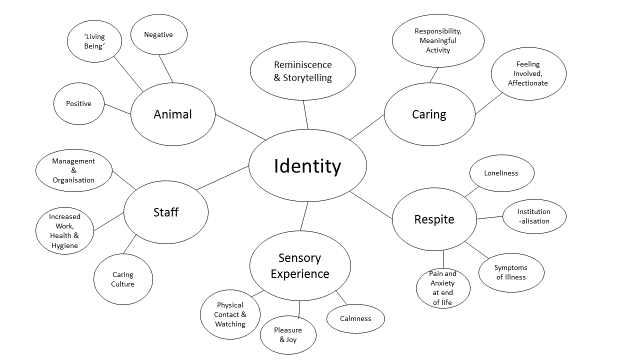 'Living
Being'
Negative
Positive
Animal
Reminiscence
& Storytelling
Responsibility,
Meaningful
Activity
Feeling
Involved,
Affectionate
Caring
Identity
Management
&
Organisation
Staff
Increased
Work,
Health &
Hygiene
Caring
Culture
Sensory
Experience
Physical
Contact &
Watching
Pleasure
& Joy
Calmness
Respite
Loneliness
Institution
-alisation
Symptoms
of Illness
Pain and
Anxiety
at end
of life